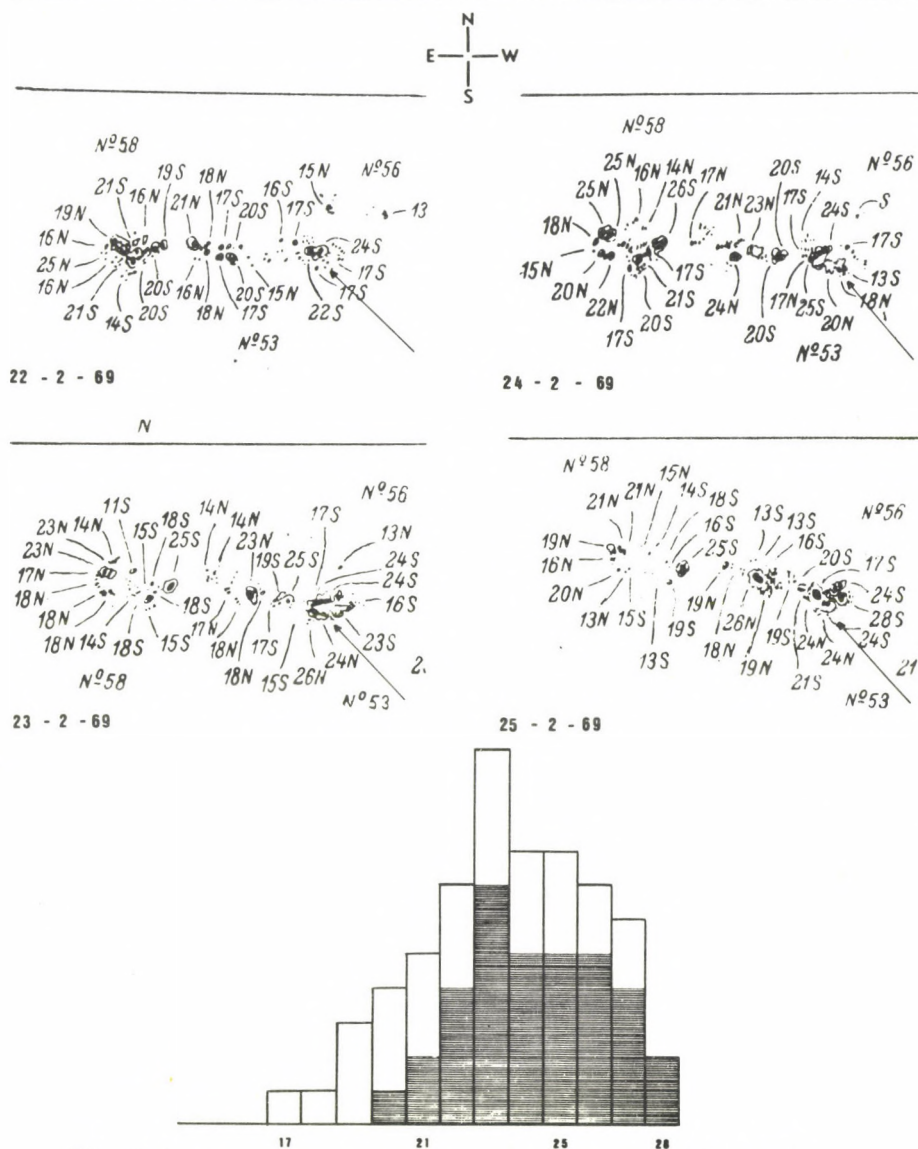 N
E W
S
Nº58
19S 18N 15N Nº56
21S 16N 21N 17S 16S 13
19N 20S 17S
16N 24S
25N
16N 17S
21S 20S 16N 20S 15N 17S
14S 20S 18N 17S 22S
Nº53
22 - 2 - 69
Nº58
25N 16N 14N 20S Nº56
25N 26S 17N 21N 23N 17S 14S 24S S
18N 17S
15N 17S 13S
20N 21S 24N 17N 25S 18N
22N 20S 20S 20N
17S Nº53
24 - 2 - 69
N
Nº56
11S 18S 14N 17S 13N
23N 14N 15S 25S 14N 23N
23N 19S 25S 24S
17N 24S
18N 16S
18N 18S
18N 14S 18S 15S 17N 18N 17S 24N 23S
15S 26N
Nº58 Nº53
23 - 2 - 69
Nº58
21N 21N 15N 14S 18S Nº56
19N 16S 13S 13S
16N 25S 16S 20S 17S
20N 19N 24S
13N 15S 19S 26N 28S
13S 18N 19N 19S 24N 24S
21S 24N 21
Nº53
25 - 2 - 69
17 21 25 28